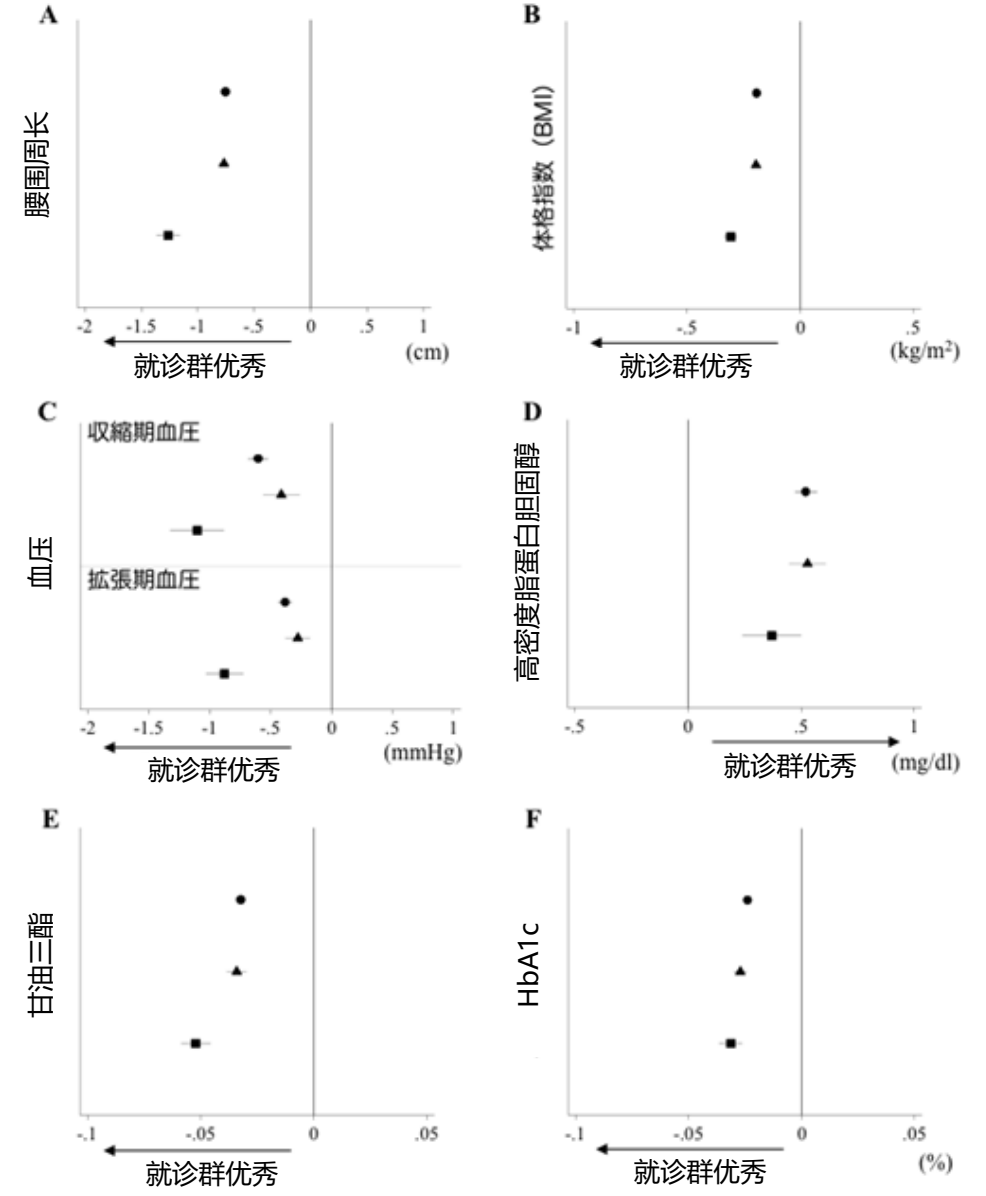 A
腰围周长
-2 -1.5 -1 -.5 0 .5 1
(cm)
就诊群优秀
B
体格指数（BMI）
-1 -.5 0 .5
(kg/m²)
就诊群优秀
C
収縮期血圧
血压
拡張期血圧
-2 -1.5 -1 -.5 0 .5 1
(mmHg)
就诊群优秀
D
高密度脂蛋白胆固醇
-.5 0 .5 1
(mg/dl)
就诊群优秀
E
甘油三酯
-.1 -.05 0 .05
就诊群优秀
F
HbA1c
-.1 -.05 0 .05
(%)
就诊群优秀